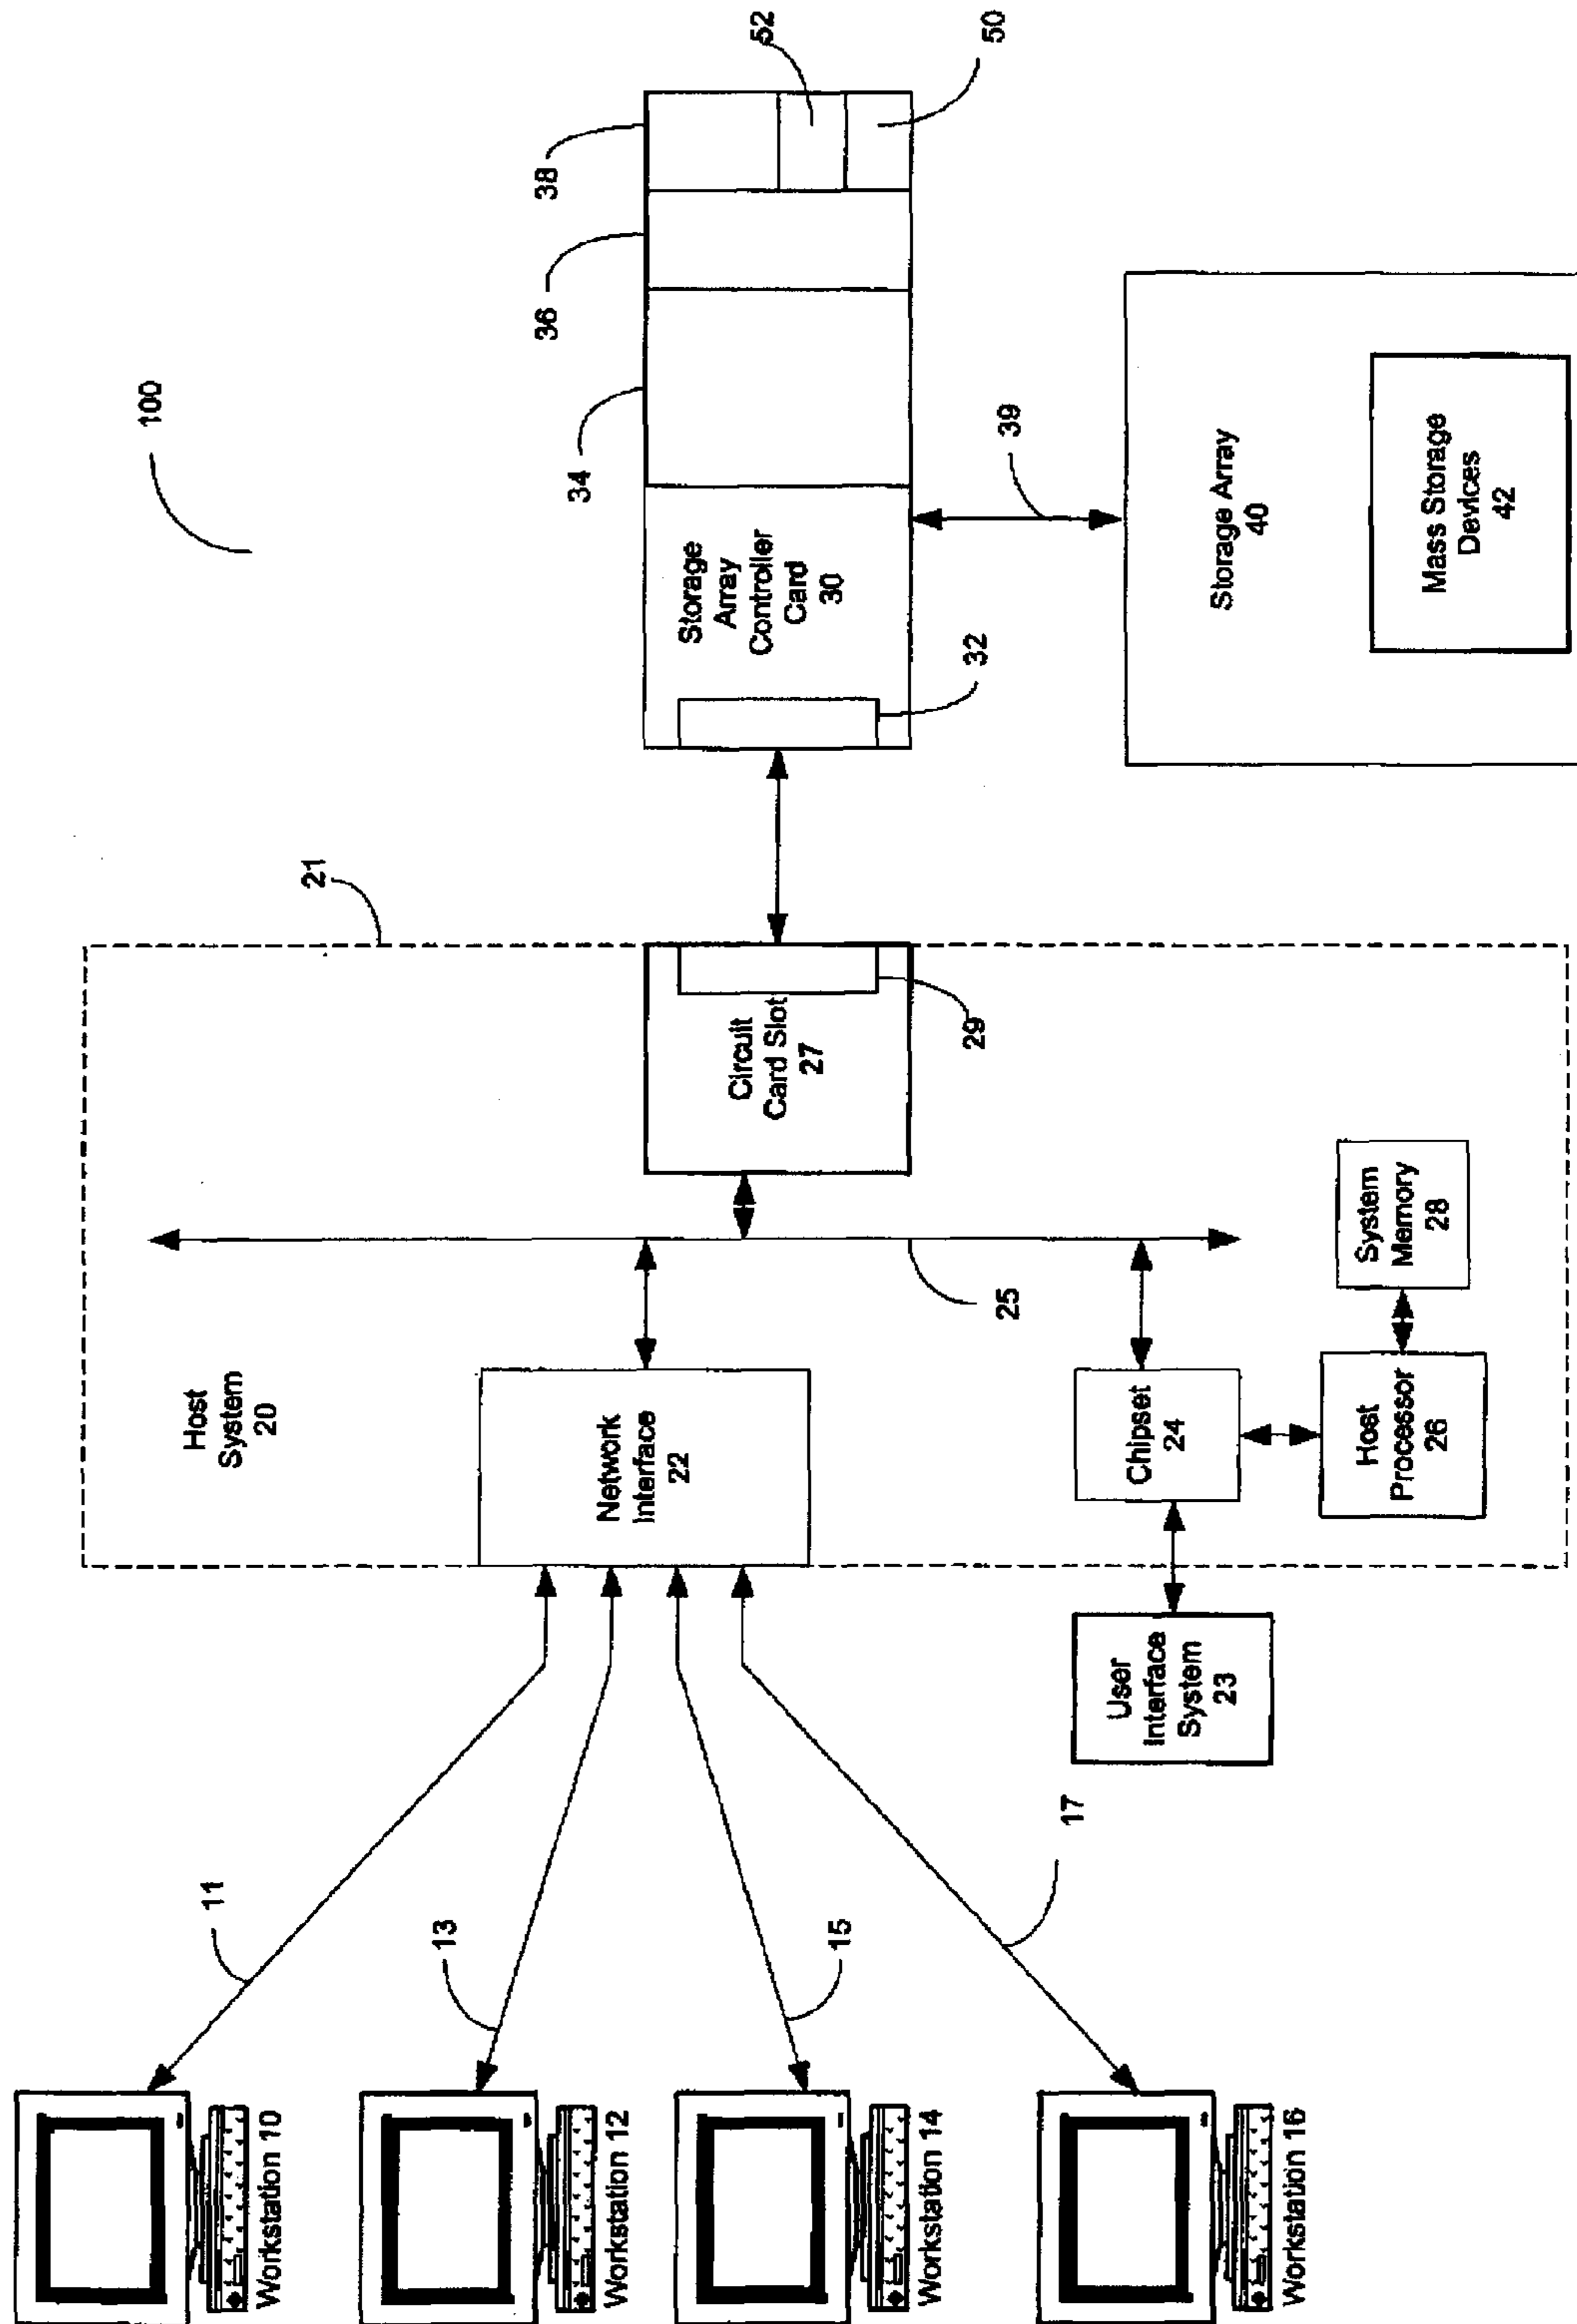 100
Workstation 10
Workstation 12
Workstation 14
Workstation 16
11
13
15
17
Host
System
20
21
Network
Interface
22
User
Interface
System
23
Chipset
24
Host
Processor
26
System
Memory
28
25
Circuit
Card Slot
27
29
Storage
Array
Controller
Card
30
32
34
36
38
52
50
39
Storage Array
40
Mass Storage
Devices
42